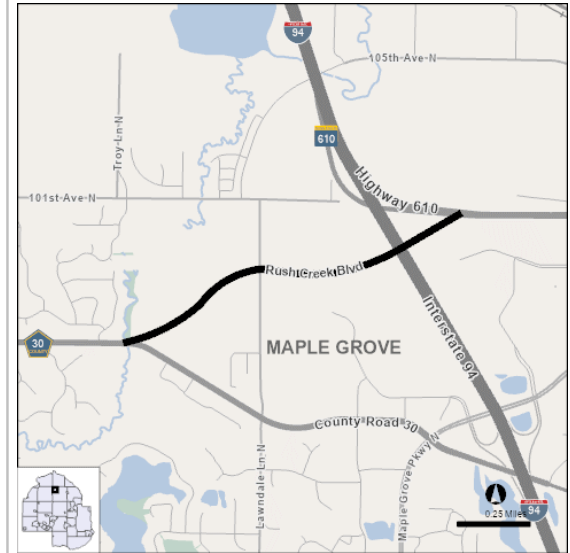 94
105th Ave N
Troy Ln N
610
Highway 610
101st Ave N
Rush Creek Blvd
30
COUNTY
MAPLE GROVE
Interstate 94
County Road 30
Lawndale Ln N
Maple Grove Pkwy N
94
0.25 Miles